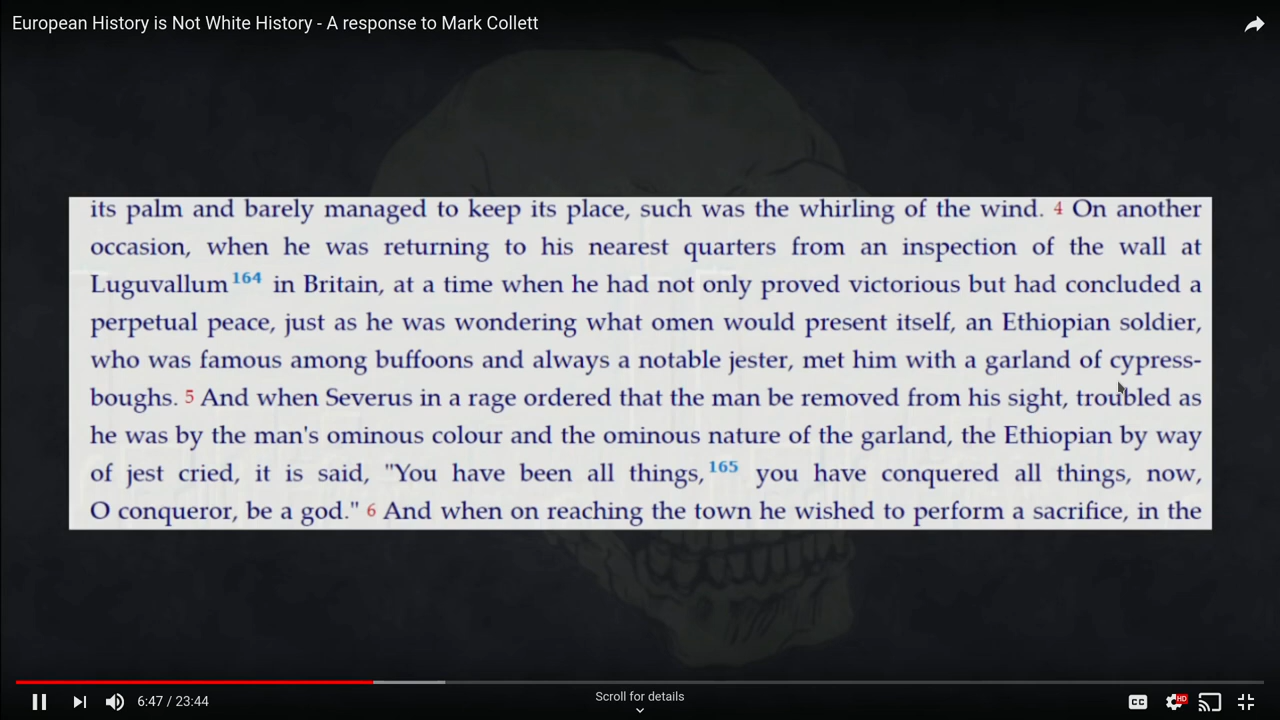 European History is Not White History - A response to Mark Collett
its palm and barely managed to keep its place, such was the whirling of the wind. 4 On another
occasion, when he was returning to his nearest quarters from an inspection of the wall at
Luguvallum164 in Britain, at a time when he had not only proved victorious but had concluded a
perpetual peace, just as he was wondering what omen would present itself, an Ethiopian soldier,
who was famous among buffoons and always a notable jester, met him with a garland of cypress-
boughs. 5 And when Severus in a rage ordered that the man be removed from his sight, troubled as
he was by the man's ominous colour and the ominous nature of the garland, the Ethiopian by way
of jest cried, it is said, "You have been all things,165 you have conquered all things, now,
O conqueror, be a god." 6 And when on reaching the town he wished to perform a sacrifice, in the
6:47 / 23:44
Scroll for details
CC
HD